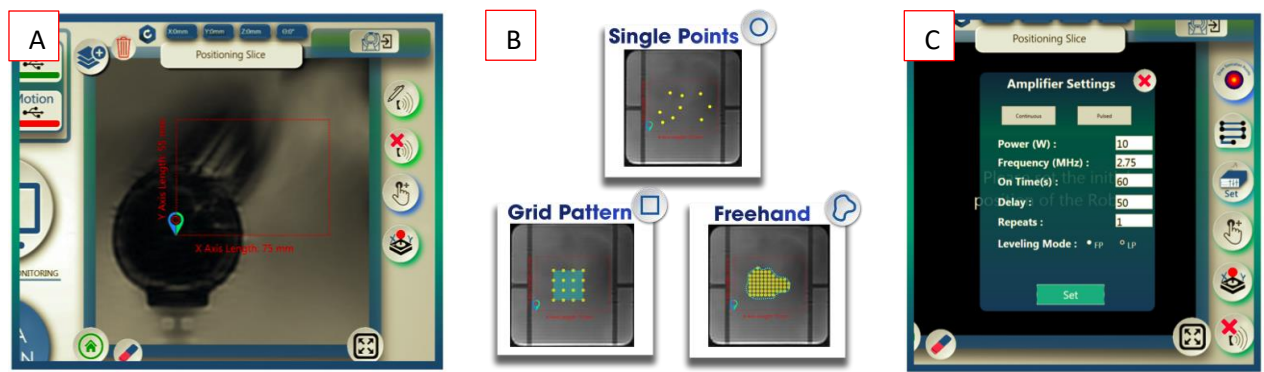 A
X:0mm Y:0mm Z:0mm Θ:0°
Positioning Slice
Motion
Y Axis Length: 55 mm
X Axis Length: 75 mm
NITORING
A
N
B
Single Points
Grid Pattern
Freehand
C
Positioning Slice
Amplifier Settings
Continuous Pulsed
Power (W) : 10
Frequency (MHz) : 2.75
On Time(s) : 60
Delay : 50
Repeats : 1
Leveling Mode : FP LP
Set
Set